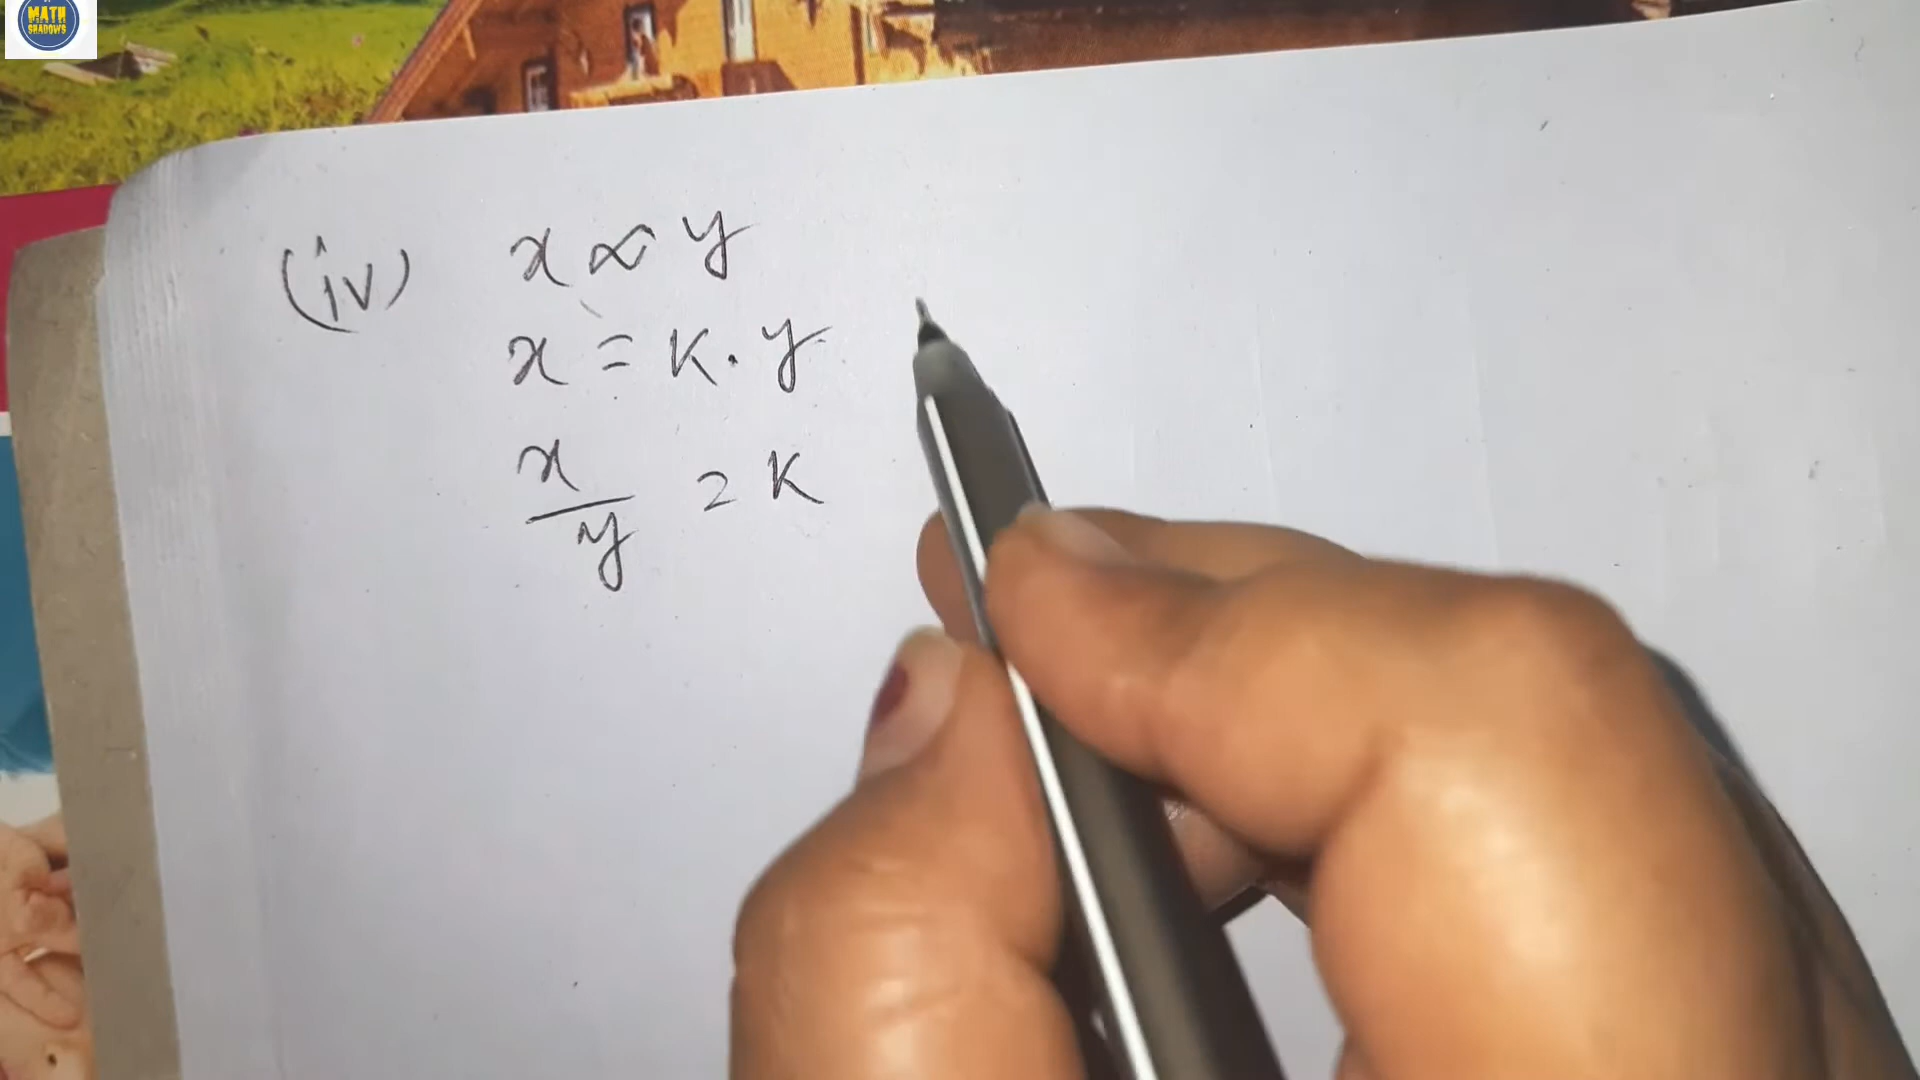 MATH
SHADOWS
(iv) x ∝ y
x = K · y
x/y = K